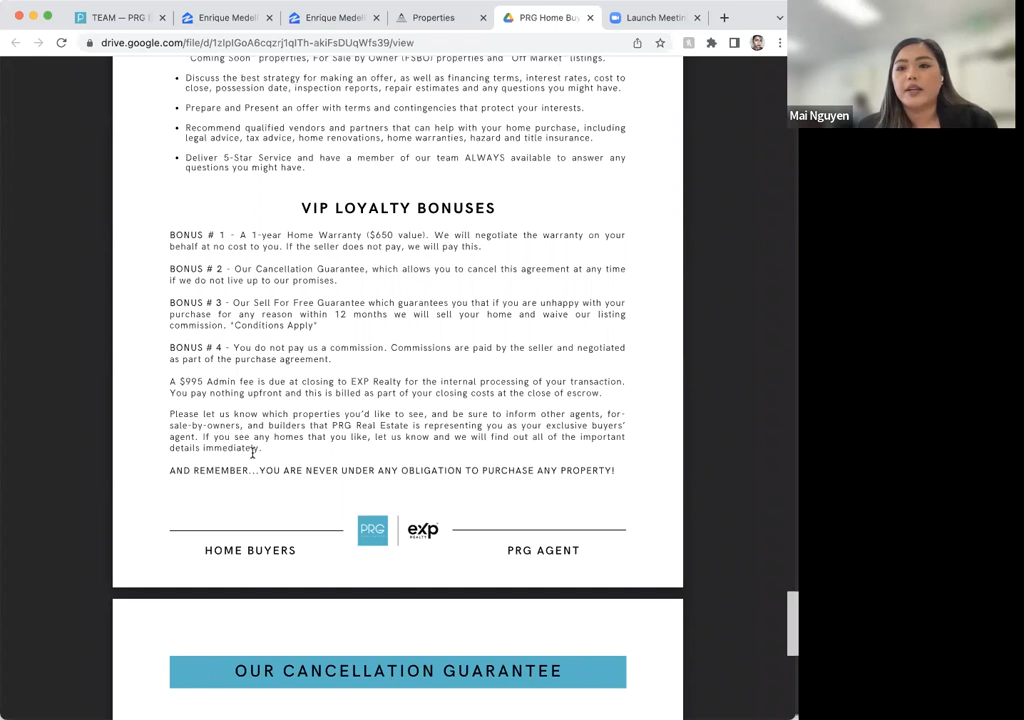 TEAM — PRG
Enrique Medel
Enrique Medel
Properties
PRG Home Buy
Launch Meetin
drive.google.com/file/d/1zIpIGoA6cqzrj1qITh-akiFsDUqWfs39/view
"Coming Soon" properties, For Sale by Owner (FSBO) properties and "Off Market" listings.
• Discuss the best strategy for making an offer, as well as financing terms, interest rates, cost to
close, possession date, inspection reports, repair estimates and any questions you might have.
• Prepare and Present an offer with terms and contingencies that protect your interests.
• Recommend qualified vendors and partners that can help with your home purchase, including
legal advice, tax advice, home renovations, home warranties, hazard and title insurance.
• Deliver 5-Star Service and have a member of our team ALWAYS available to answer any
questions you might have.
VIP LOYALTY BONUSES
BONUS # 1 - A 1-year Home Warranty ($650 value). We will negotiate the warranty on your
behalf at no cost to you. If the seller does not pay, we will pay this.
BONUS # 2 - Our Cancellation Guarantee, which allows you to cancel this agreement at any time
if we do not live up to our promises.
BONUS # 3 - Our Sell For Free Guarantee which guarantees you that if you are unhappy with your
purchase for any reason within 12 months we will sell your home and waive our listing
commission. *Conditions Apply*
BONUS # 4 - You do not pay us a commission. Commissions are paid by the seller and negotiated
as part of the purchase agreement.
A $995 Admin fee is due at closing to EXP Realty for the internal processing of your transaction.
You pay nothing upfront and this is billed as part of your closing costs at the close of escrow.
Please let us know which properties you'd like to see, and be sure to inform other agents, for-
sale-by-owners, and builders that PRG Real Estate is representing you as your exclusive buyers'
agent. If you see any homes that you like, let us know and we will find out all of the important
details immediately.
AND REMEMBER...YOU ARE NEVER UNDER ANY OBLIGATION TO PURCHASE ANY PROPERTY!
PRG
eXp
REALTY
HOME BUYERS
PRG AGENT
OUR CANCELLATION GUARANTEE
Mai Nguyen